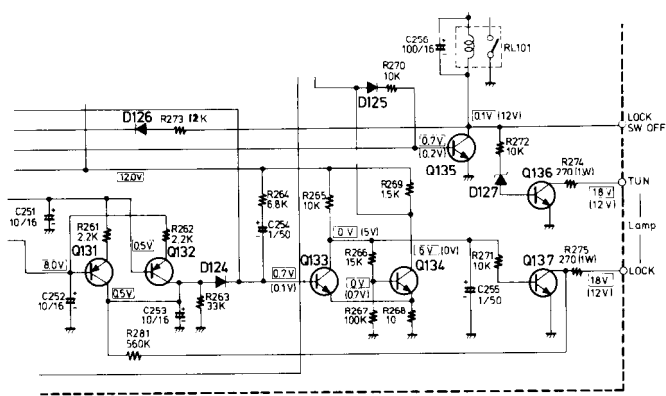 C256
100/16
RL101
R270
10K
D125
D126
R273 12K
0.1V (12V)
LOCK
SW OFF
0.7V
(0.2V)
Q135
R272
10K
Q136
R274
270 (1W)
TUN
18V
(12V)
D127
12.0V
R264
6.8K
R265
10K
R269
1.5K
C251
10/16
R261
2.2K
R262
2.2K
C254
1/50
Lamp
Q131
0.5V
Q132
0V (5V)
Q133
R266
15K
6V (0V)
Q134
R271
10K
Q137
R275
270 (1W)
8.0V
D124
0.7V
(0.1V)
LOCK
18V
(12V)
C252
10/16
0.5V
C253
10/16
R263
33K
0V
(0.7V)
R267
100K
R268
10
C255
1/50
R281
560K